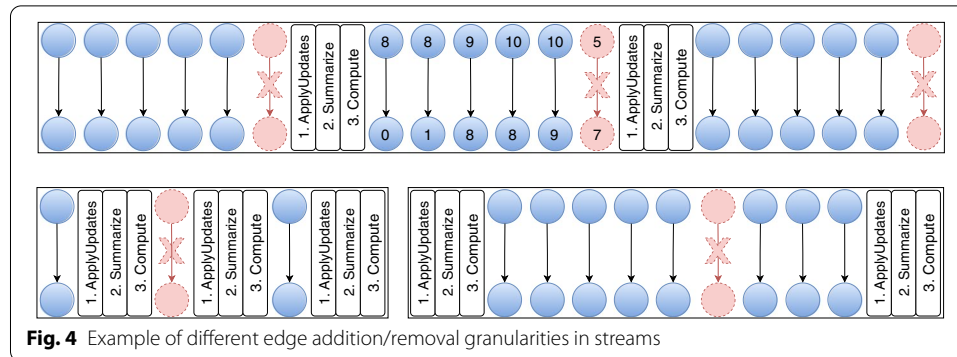 1. ApplyUpdates
2. Summarize
3. Compute
8 8 9 10 10 5
0 1 8 8 9 7
1. ApplyUpdates
2. Summarize
3. Compute
1. ApplyUpdates
2. Summarize
3. Compute
1. ApplyUpdates
2. Summarize
3. Compute
1. ApplyUpdates
2. Summarize
3. Compute
1. ApplyUpdates
2. Summarize
3. Compute
1. ApplyUpdates
2. Summarize
3. Compute
Fig. 4 Example of different edge addition/removal granularities in streams